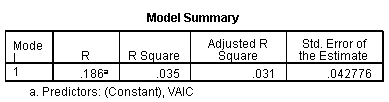 Model Summary
Mode
l R R Square Adjusted R Square Std. Error of the Estimate
1 .186a .035 .031 .042776
a. Predictors: (Constant), VAIC